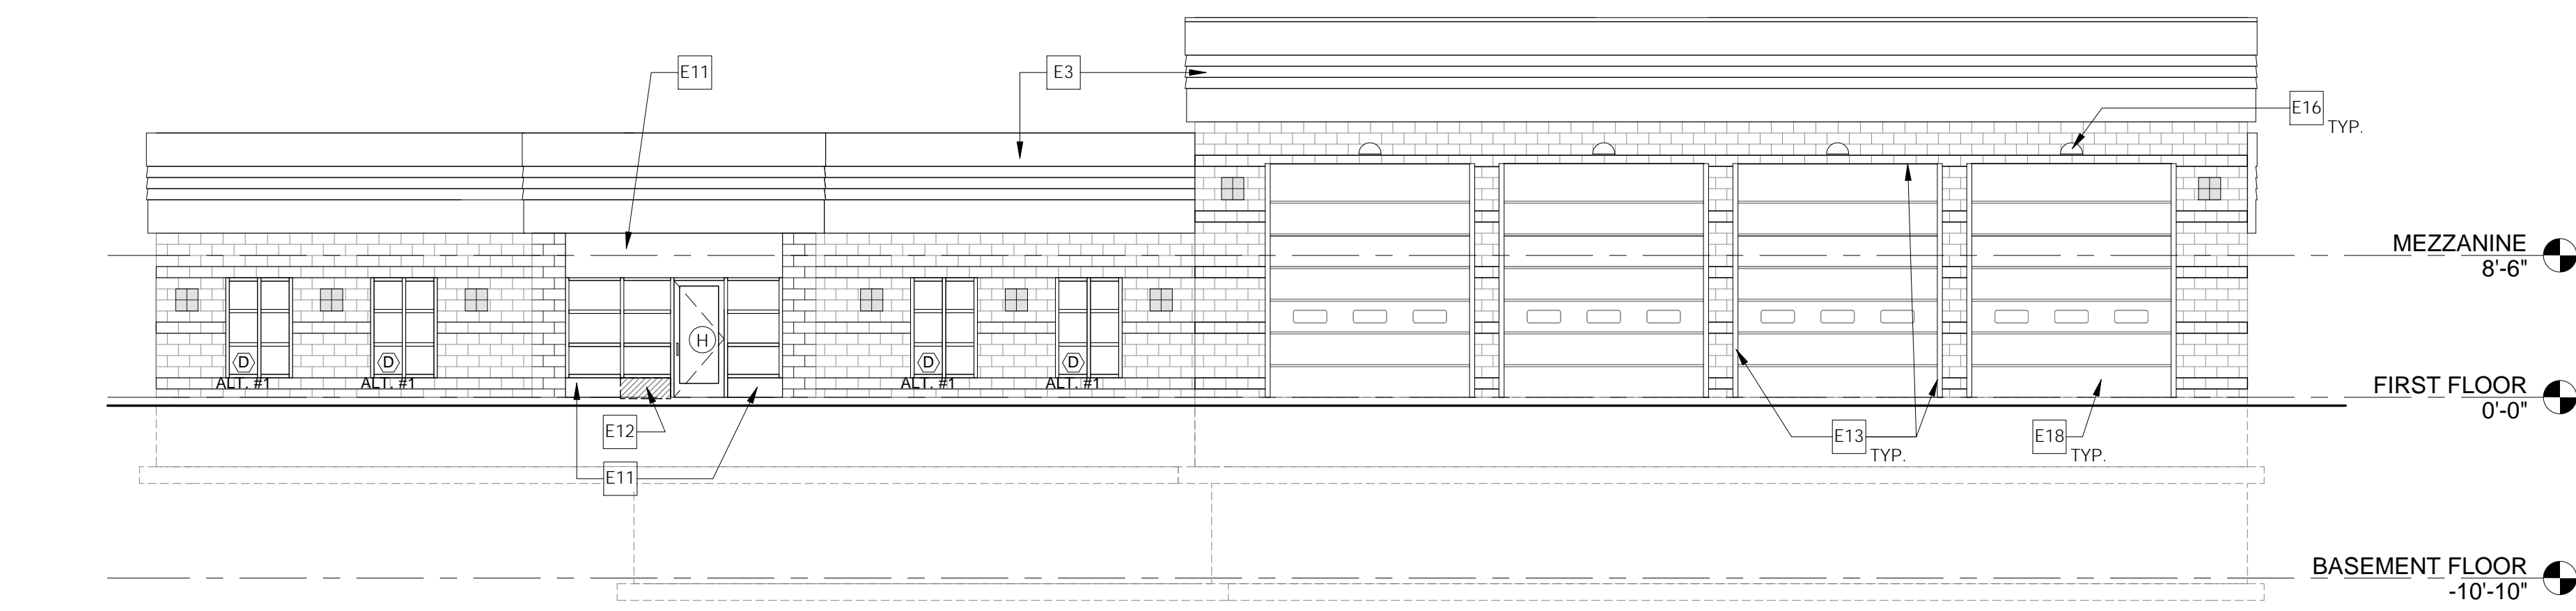 E11
E3
E16
TYP.
MEZZANINE
8'-6"
H
D
D
D
D
ALT. #1
ALT. #1
ALT. #1
ALT. #1
FIRST FLOOR
0'-0"
E12
E13
TYP.
E18
TYP.
E11
BASEMENT FLOOR
-10'-10"